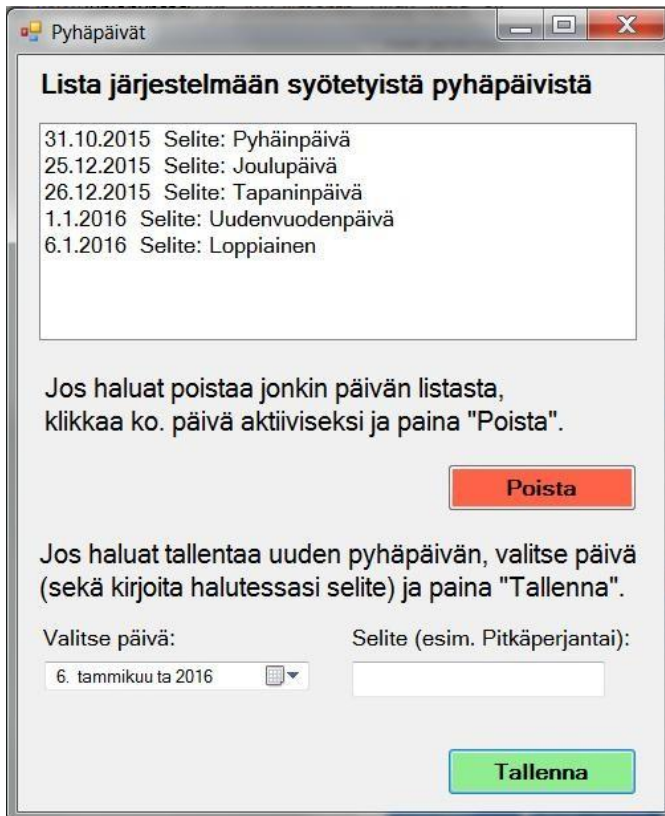 Pyhäpäivät
Lista järjestelmään syötetyistä pyhäpäivistä
31.10.2015 Selite: Pyhäinpäivä
25.12.2015 Selite: Joulupäivä
26.12.2015 Selite: Tapaninpäivä
1.1.2016 Selite: Uudenvuodenpäivä
6.1.2016 Selite: Loppiainen
Jos haluat poistaa jonkin päivän listasta,
klikkaa ko. päivä aktiiviseksi ja paina "Poista".
Poista
Jos haluat tallentaa uuden pyhäpäivän, valitse päivä
(sekä kirjoita halutessasi selite) ja paina "Tallenna".
Valitse päivä: Selite (esim. Pitkäperjantai):
6. tammikuu ta 2016
Tallenna